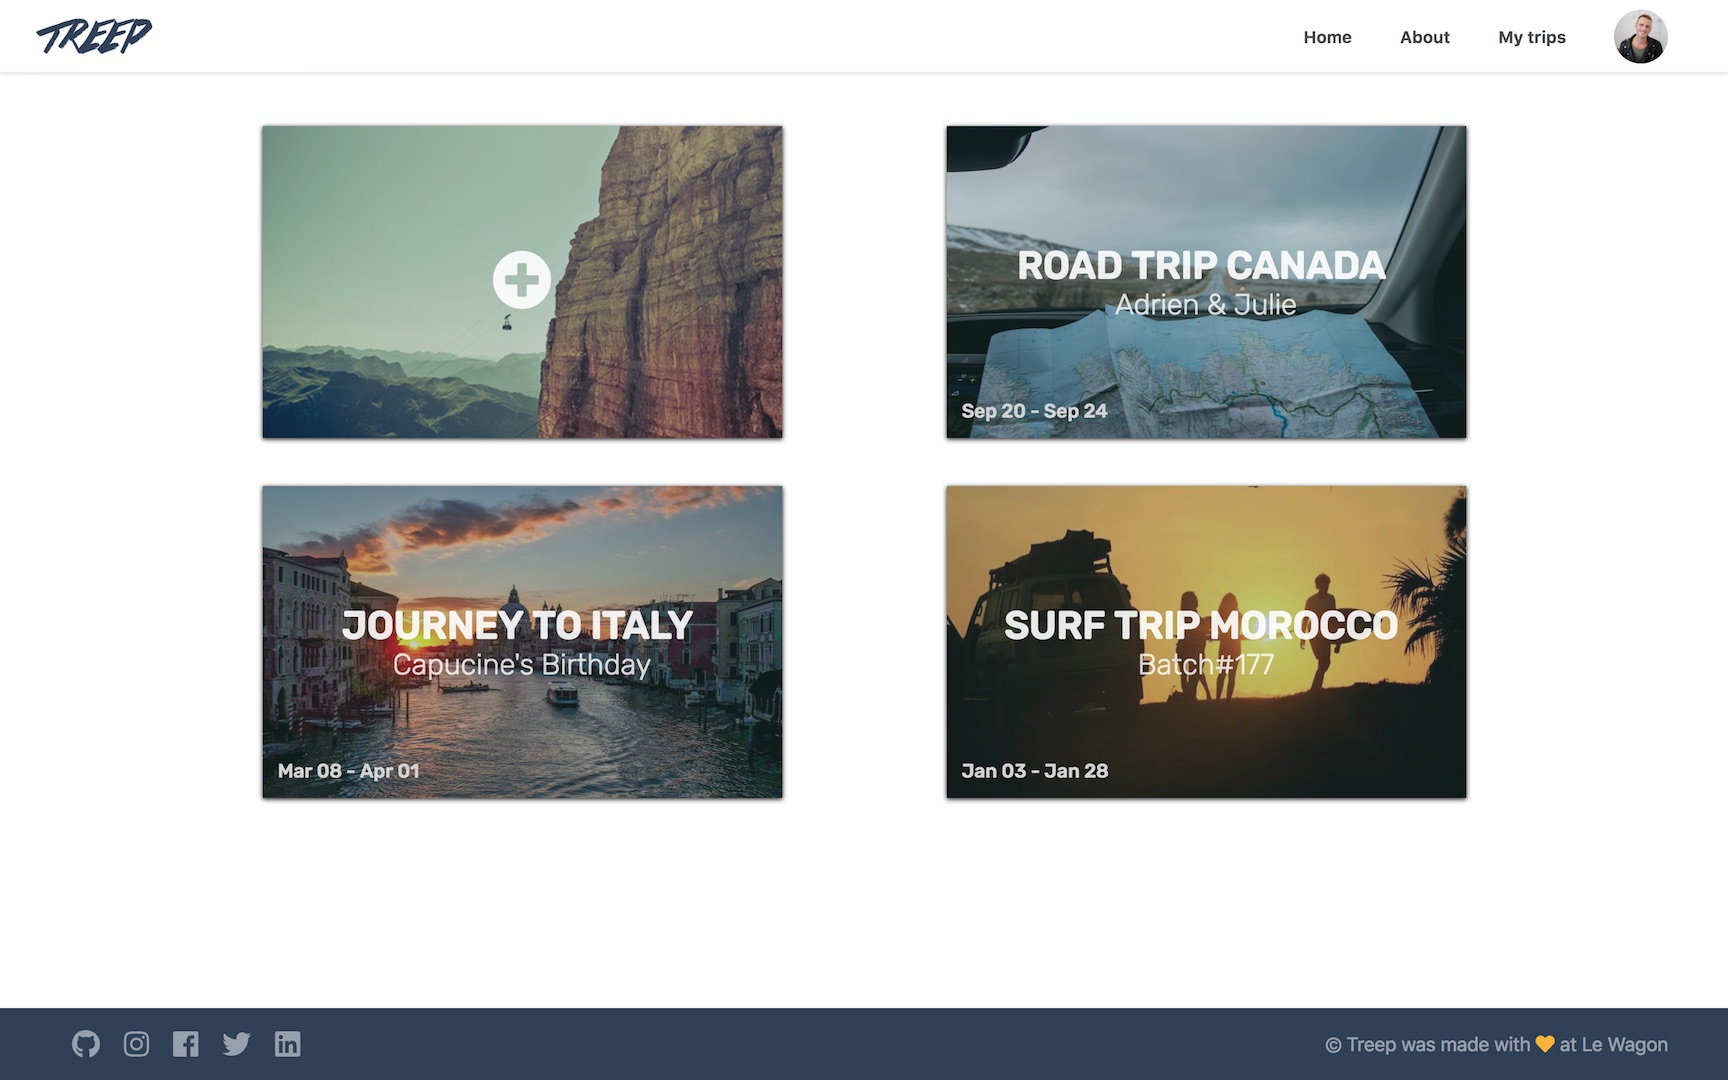 TREEP
Home
About
My trips
ROAD TRIP CANADA
Adrien & Julie
Sep 20 - Sep 24
JOURNEY TO ITALY
Capucine's Birthday
Mar 08 - Apr 01
SURF TRIP MOROCCO
Batch#177
Jan 03 - Jan 28
© Treep was made with 🧡 at Le Wagon